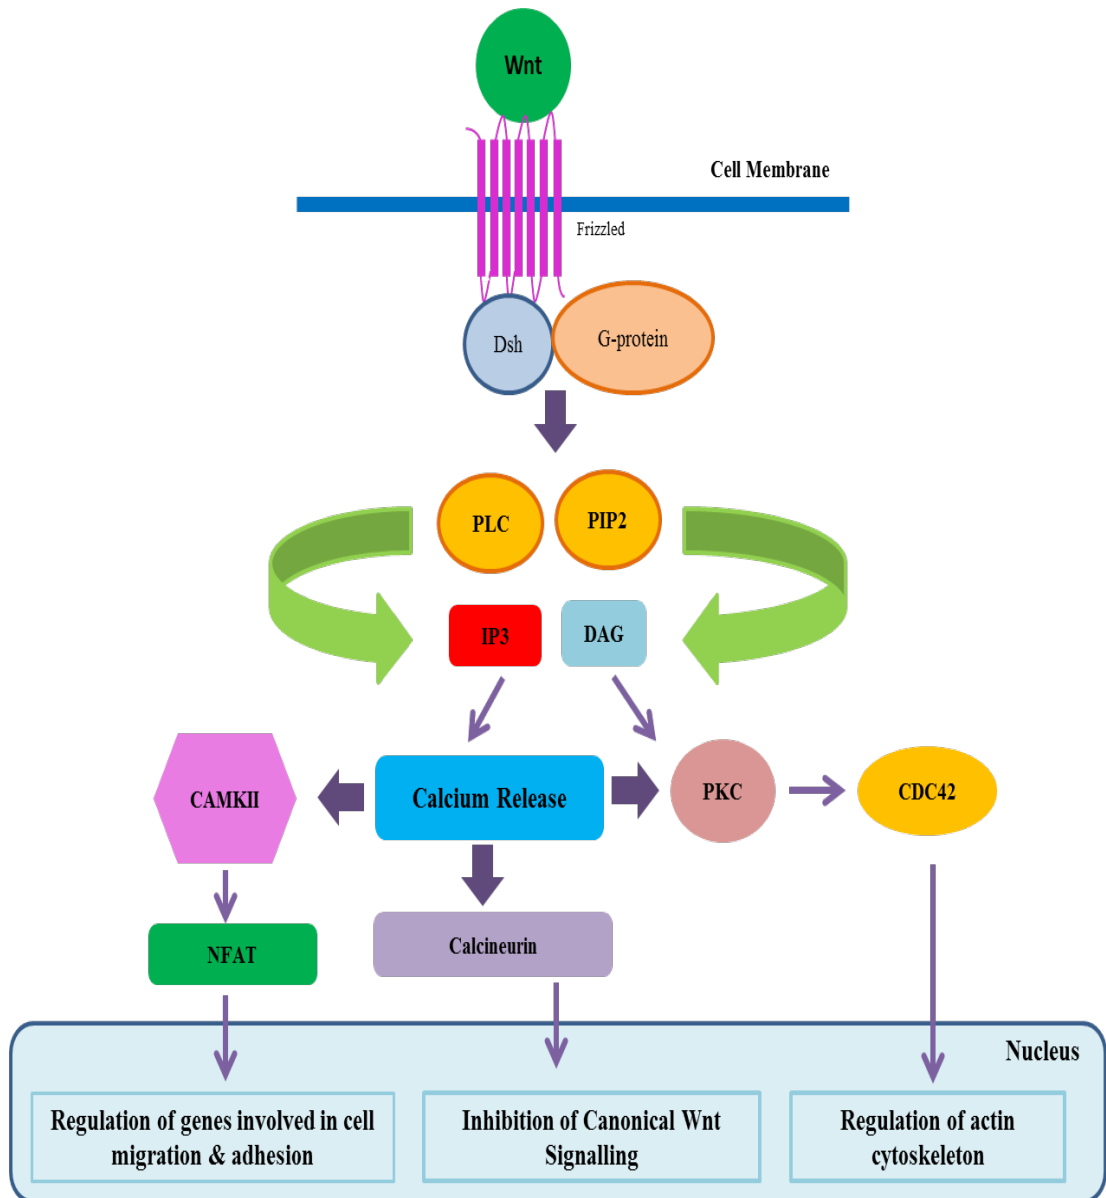 Wnt
Cell Membrane
Frizzled
Dsh
G-protein
PLC
PIP2
IP3
DAG
CAMKII
Calcium Release
PKC
CDC42
NFAT
Calcineurin
Nucleus
Regulation of genes involved in cell
migration & adhesion
Inhibition of Canonical Wnt
Signalling
Regulation of actin
cytoskeleton